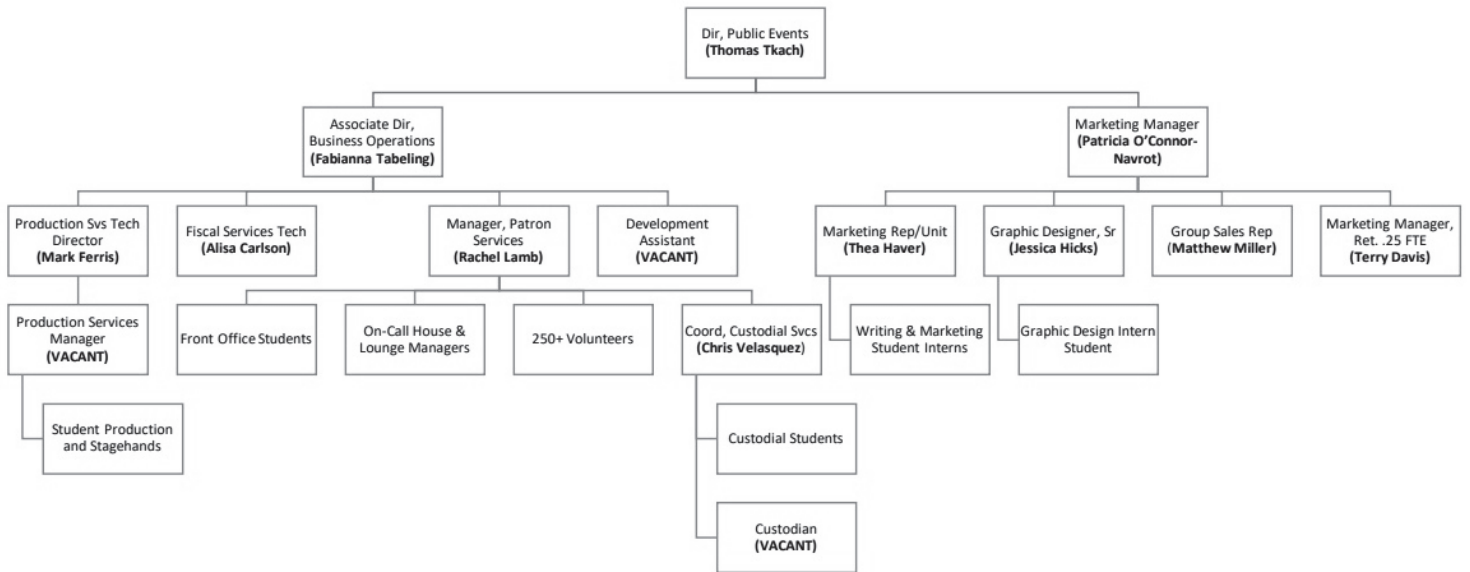 Dir, Public Events
(Thomas Tkach)
Associate Dir,
Business Operations
(Fabianna Tabeling)
Marketing Manager
(Patricia O’Connor-
Navrot)
Production Svs Tech
Director
(Mark Ferris)
Fiscal Services Tech
(Alisa Carlson)
Manager, Patron
Services
(Rachel Lamb)
Development
Assistant
(VACANT)
Marketing Rep/Unit
(Thea Haver)
Graphic Designer, Sr
(Jessica Hicks)
Group Sales Rep
(Matthew Miller)
Marketing Manager,
Ret. .25 FTE
(Terry Davis)
Production Services
Manager
(VACANT)
Front Office Students
On-Call House &
Lounge Managers
250+ Volunteers
Coord, Custodial Svcs
(Chris Velasquez)
Writing & Marketing
Student Interns
Graphic Design Intern
Student
Student Production
and Stagehands
Custodial Students
Custodian
(VACANT)